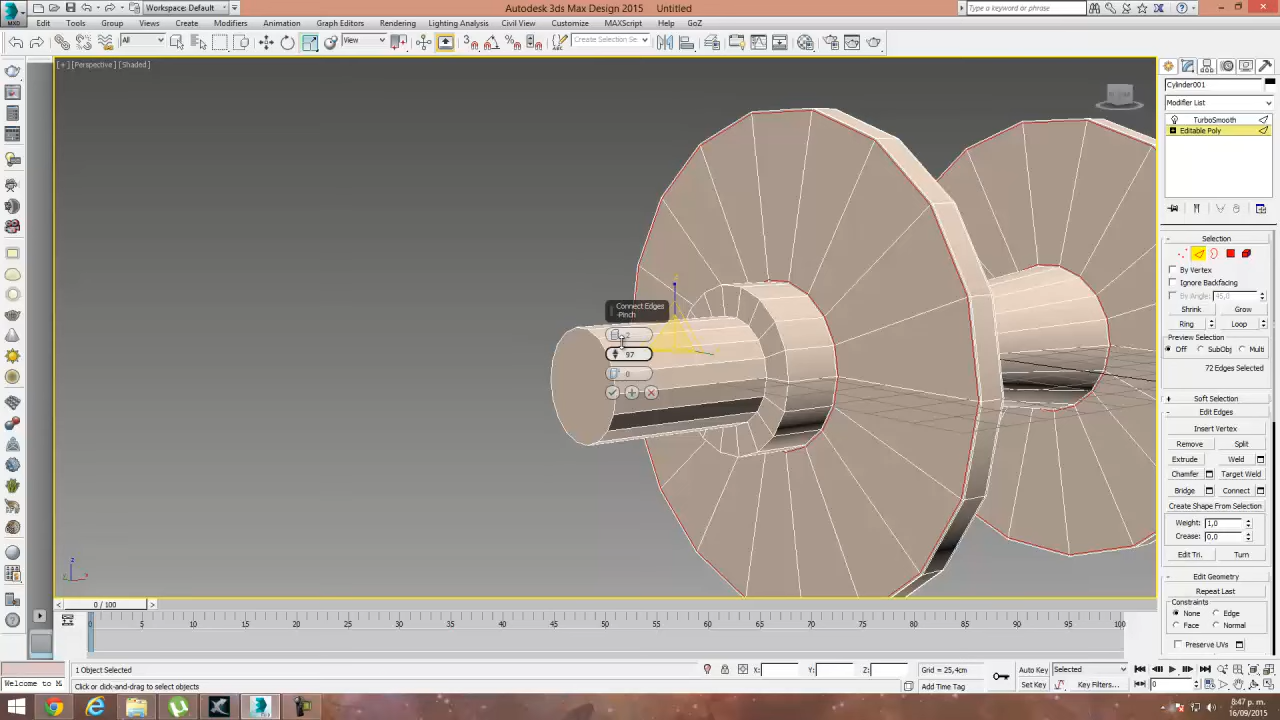 Workspace: Default
Autodesk 3ds Max Design 2015    Untitled
Type a keyword or phrase
Edit Tools Group Views Create Modifiers Animation Graph Editors Rendering Lighting Analysis Civil View Customize MAXScript Help GoZ
All
View
Create Selection Se
[+] [Perspective] [Shaded]
Cylinder001
Modifier List
TurboSmooth
Editable Poly
Selection
By Vertex
Ignore Backfacing
By Angle: 45,0
Shrink Grow
Ring Loop
Preview Selection
Off SubObj Multi
72 Edges Selected
Soft Selection
Edit Edges
Insert Vertex
Remove Split
Extrude Weld
Chamfer Target Weld
Bridge Connect
Create Shape From Selection
Weight: 1,0
Crease: 0,0
Edit Tri. Turn
Edit Geometry
Repeat Last
Constraints
None Edge
Face Normal
Preserve UVs
Connect Edges
-Pinch
2
97
0
0 / 100
0 5 10 15 20 25 30 35 40 45 50 55 60 65 70 75 80 85 90 95 100
1 Object Selected
X: Y: Z: Grid = 25,4cm
Auto Key Selected
Welcome to M
Click or click-and-drag to select objects
Add Time Tag
Set Key Key Filters...
0
8:47 p. m.
16/09/2015